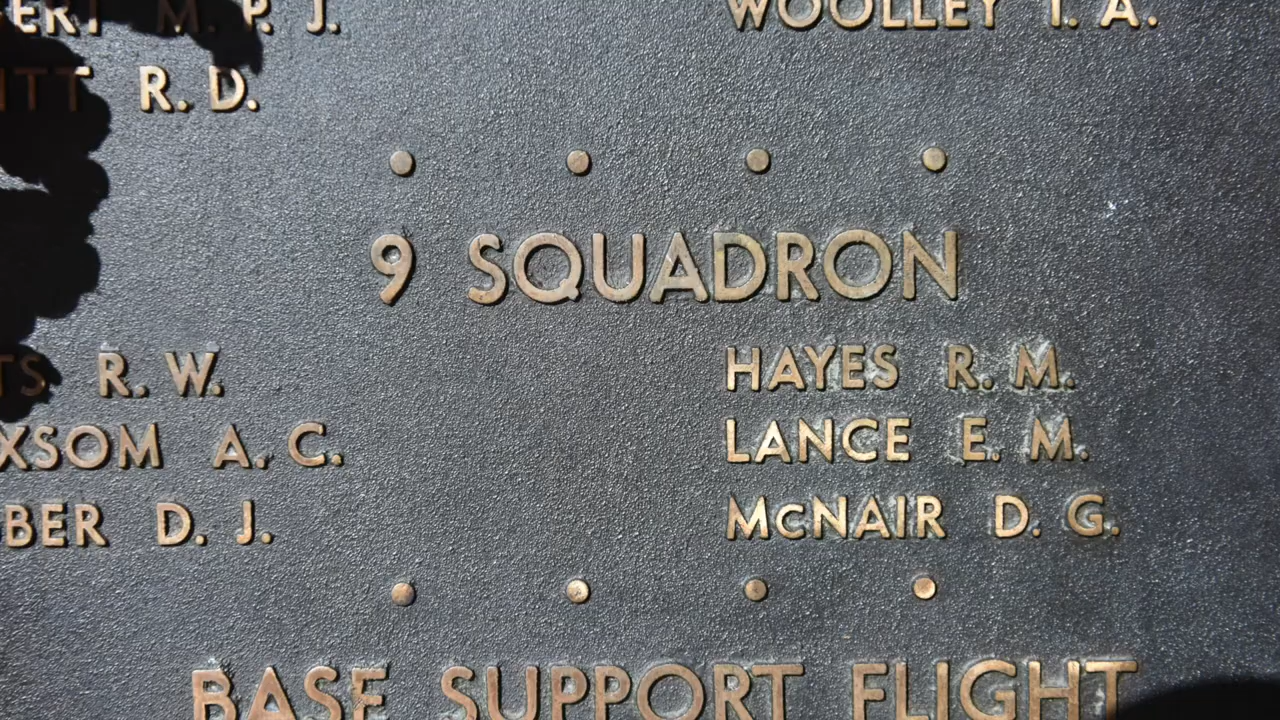 M. P. J. WOOLLEY I. A.
R. D.
9 SQUADRON
R. W. HAYES R. M.
A. C. LANCE E. M.
D. J. McNAIR D. G.
BASE SUPPORT FLIGHT